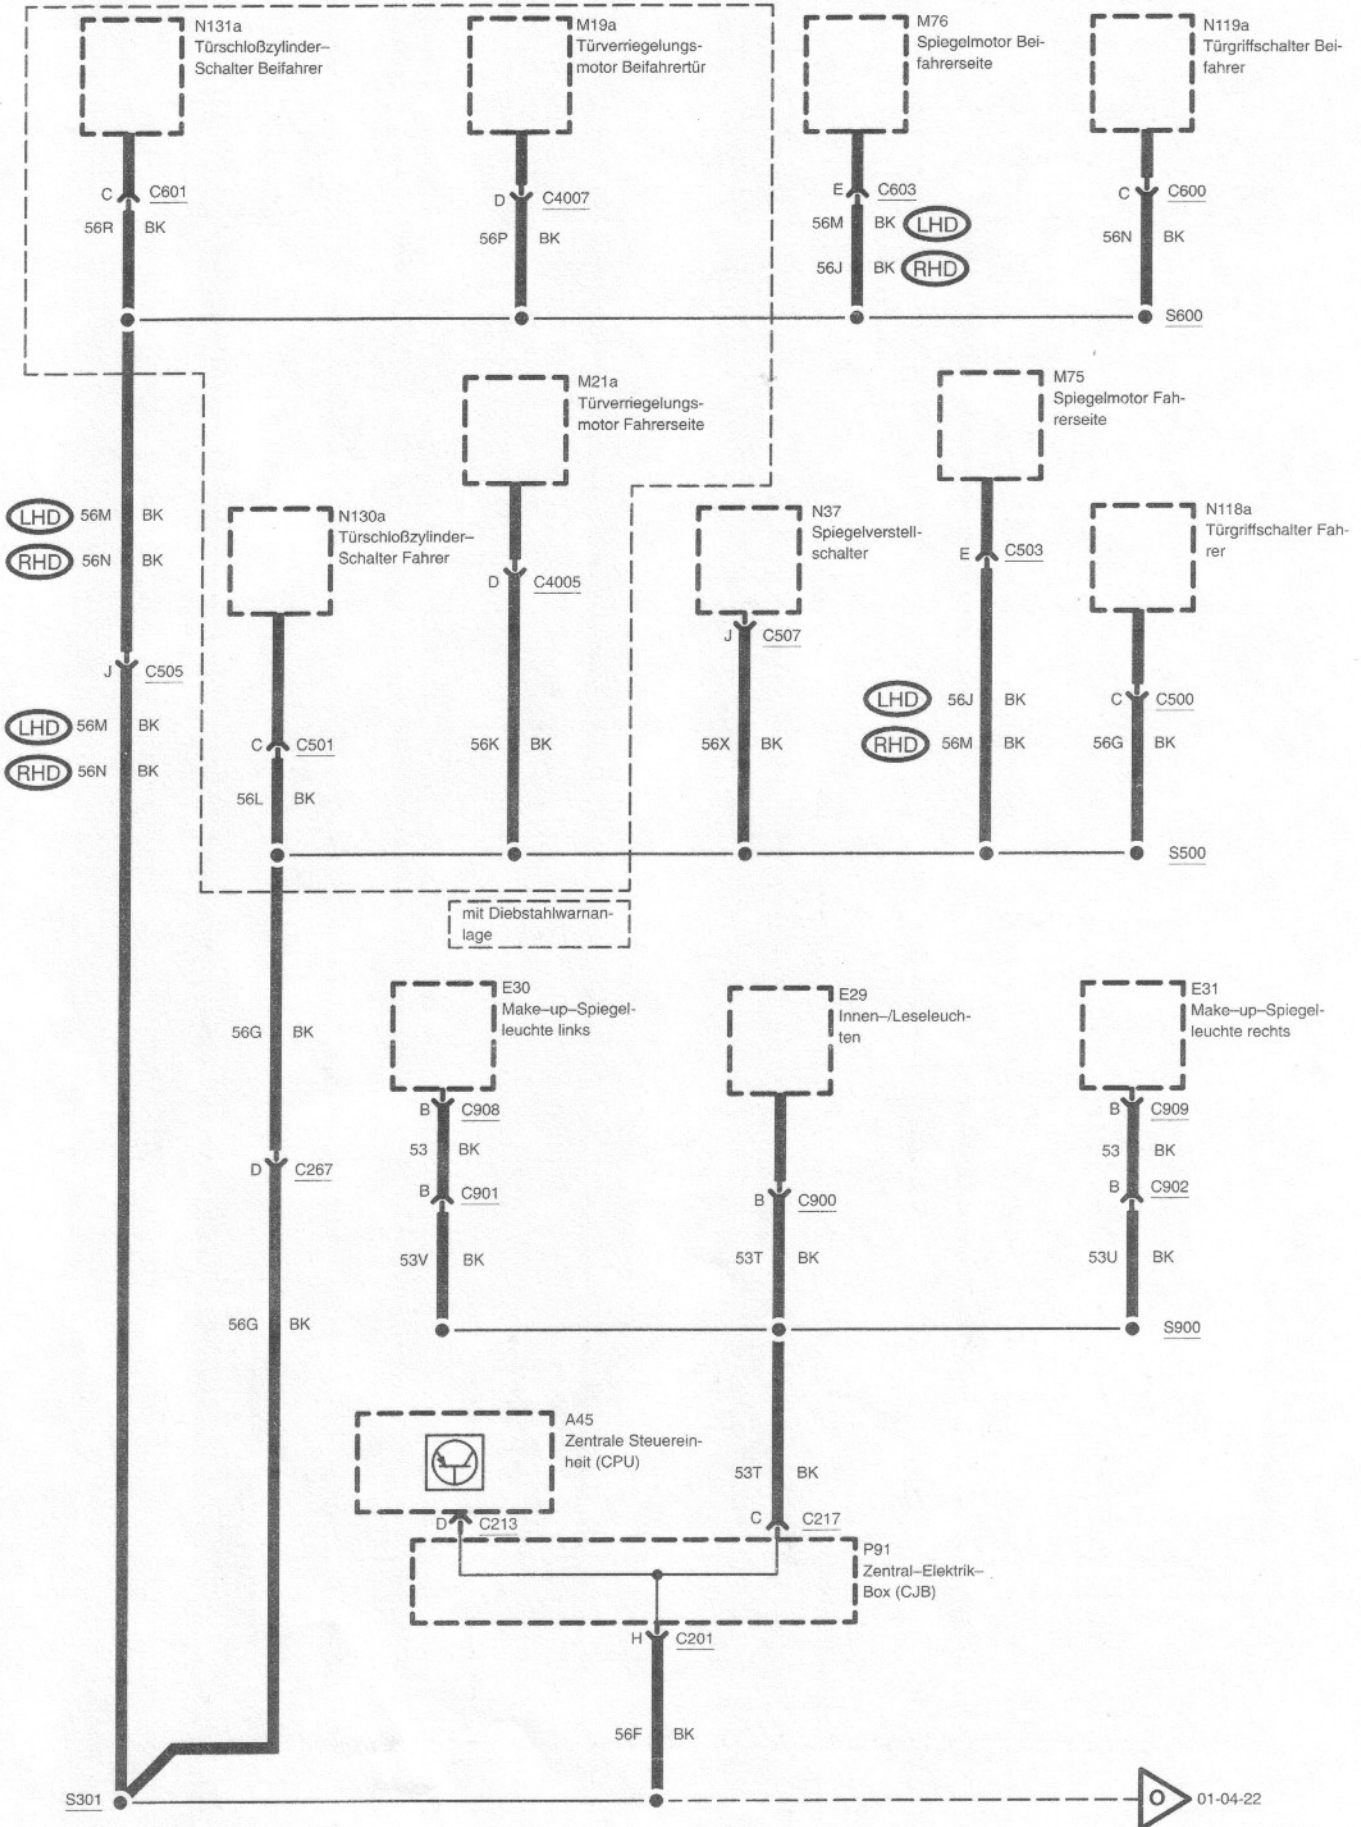 N131a
Türschloßzylinder–
Schalter Beifahrer
M19a
Türverriegelungs-
motor Beifahrertür
M76
Spiegelmotor Bei-
fahrerseite
N119a
Türgriffschalter Bei-
fahrer
C C601
56R BK
D C4007
56P BK
E C603
56M BK LHD
56J BK RHD
C C600
56N BK
S600
M21a
Türverriegelungs-
motor Fahrerseite
M75
Spiegelmotor Fah-
rerseite
LHD 56M BK
RHD 56N BK
N130a
Türschloßzylinder–
Schalter Fahrer
N37
Spiegelverstell-
schalter
N118a
Türgriffschalter Fah-
rer
D C4005
E C503
J C507
J C505
LHD 56M BK
RHD 56N BK
C C501
56L BK
56K BK
56X BK
LHD 56J BK
RHD 56M BK
C C500
56G BK
S500
mit Diebstahlwarnan-
lage
E30
Make–up–Spiegel-
leuchte links
E29
Innen–/Leseleuch-
ten
E31
Make–up–Spiegel-
leuchte rechts
56G BK
D C267
56G BK
B C908
53 BK
B C901
53V BK
B C900
53T BK
B C909
53 BK
B C902
53U BK
S900
A45
Zentrale Steuerein-
heit (CPU)
53T BK
D C213
C C217
P91
Zentral–Elektrik–
Box (CJB)
H C201
56F BK
S301
O 01-04-22